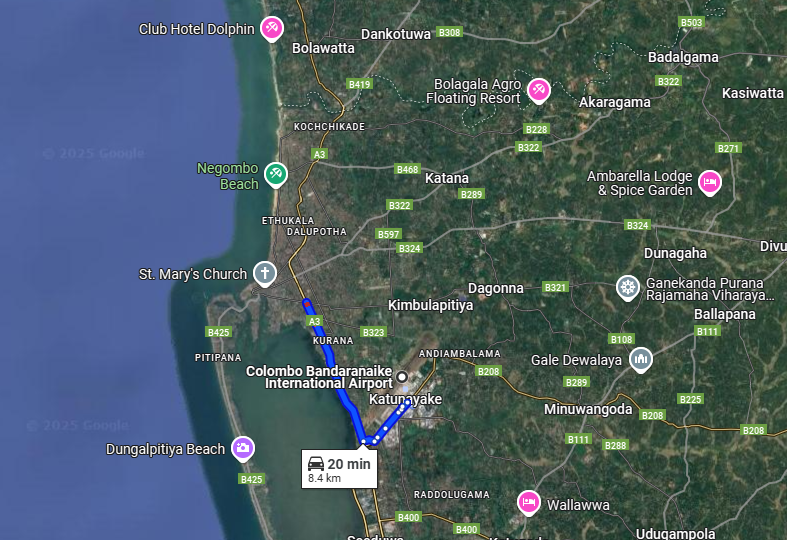 B503
Club Hotel Dolphin
Dankotuwa
B308
Bolawatta
Badalgama
B322
B419
Bolagala Agro
Floating Resort
Kasiwatta
Akaragama
KOCHCHIKADE
B228
B322
B271
A3
© 2025 Google
Negombo
Beach
B468
Katana
Ambarella Lodge
& Spice Garden
B289
B322
ETHUKALA
DALUPOTHA
B597
B324
B324
Divu
Dunagaha
St. Mary's Church
Dagonna
B321
Ganekanda Purana
Rajamaha Viharaya...
Kimbulapitiya
Ballapana
A3
B425
B323
B111
KURANA
B108
PITIPANA
ANDIAMBALAMA
Gale Dewalaya
Colombo Bandaranaike
International Airport
B208
B289
Katunayake
B225
Minuwangoda
B208
B208
© 2025 Google
B111
B288
Dungalpitiya Beach
20 min
8.4 km
B425
RADDOLUGAMA
Wallawwa
B400
B400
Udugampola